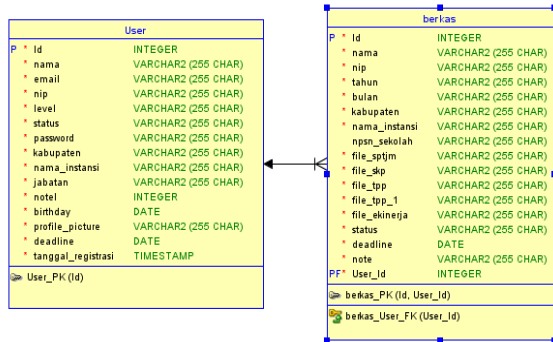 User
P * Id INTEGER
* nama VARCHAR2 (255 CHAR)
* email VARCHAR2 (255 CHAR)
* nip VARCHAR2 (255 CHAR)
* level VARCHAR2 (255 CHAR)
* status VARCHAR2 (255 CHAR)
* password VARCHAR2 (255 CHAR)
* kabupaten VARCHAR2 (255 CHAR)
* nama_instansi VARCHAR2 (255 CHAR)
* jabatan VARCHAR2 (255 CHAR)
* notel INTEGER
* birthday DATE
* profile_picture VARCHAR2 (255 CHAR)
* deadline DATE
* tanggal_registrasi TIMESTAMP
User_PK (Id)
berkas
P * Id INTEGER
* nama VARCHAR2 (255 CHAR)
* nip VARCHAR2 (255 CHAR)
* tahun VARCHAR2 (255 CHAR)
* bulan VARCHAR2 (255 CHAR)
* kabupaten VARCHAR2 (255 CHAR)
* nama_instansi VARCHAR2 (255 CHAR)
npsn_sekolah VARCHAR2 (255 CHAR)
* file_sptjm VARCHAR2 (255 CHAR)
* file_skp VARCHAR2 (255 CHAR)
* file_tpp VARCHAR2 (255 CHAR)
* file_tpp_1 VARCHAR2 (255 CHAR)
* file_ekinerja VARCHAR2 (255 CHAR)
* status VARCHAR2 (255 CHAR)
* deadline DATE
* note VARCHAR2 (255 CHAR)
PF* User_Id INTEGER
berkas_PK (Id, User_Id)
berkas_User_FK (User_Id)